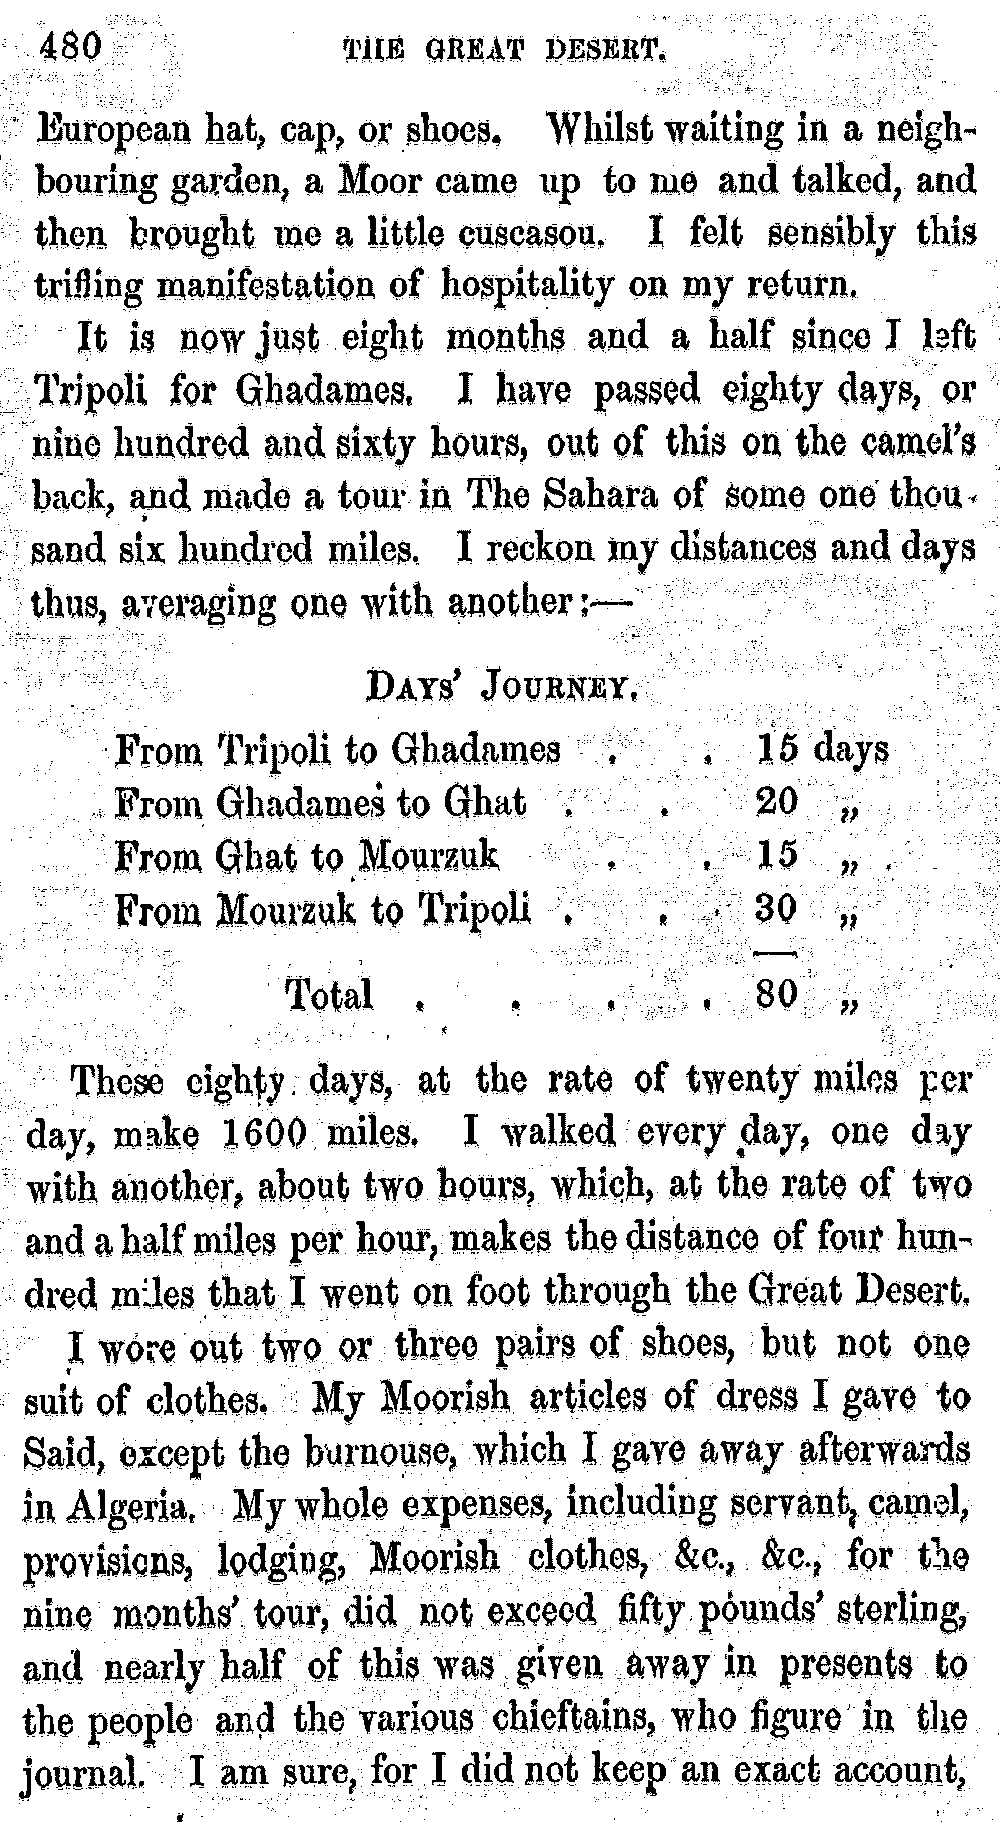 480 THE GREAT DESERT.
European hat, cap, or shoes. Whilst waiting in a neigh-
bouring garden, a Moor came up to me and talked, and
then brought me a little cuscasou. I felt sensibly this
trifling manifestation of hospitality on my return.
It is now just eight months and a half since I left
Tripoli for Ghadames. I have passed eighty days, or
nine hundred and sixty hours, out of this on the camel's
back, and made a tour in The Sahara of some one thou-
sand six hundred miles. I reckon my distances and days
thus, averaging one with another:—
DAYS' JOURNEY.
From Tripoli to Ghadames . . 15 days
From Ghadames to Ghat . . 20 „
From Ghat to Mourzuk . . 15 „
From Mourzuk to Tripoli . . 30 „
Total . . . . 80 „
These eighty days, at the rate of twenty miles per
day, make 1600 miles. I walked every day, one day
with another, about two hours, which, at the rate of two
and a half miles per hour, makes the distance of four hun-
dred miles that I went on foot through the Great Desert.
I wore out two or three pairs of shoes, but not one
suit of clothes. My Moorish articles of dress I gave to
Said, except the burnouse, which I gave away afterwards
in Algeria. My whole expenses, including servant, camel,
provisions, lodging, Moorish clothes, &c., &c., for the
nine months' tour, did not exceed fifty pounds' sterling,
and nearly half of this was given away in presents to
the people and the various chieftains, who figure in the
journal. I am sure, for I did not keep an exact account,